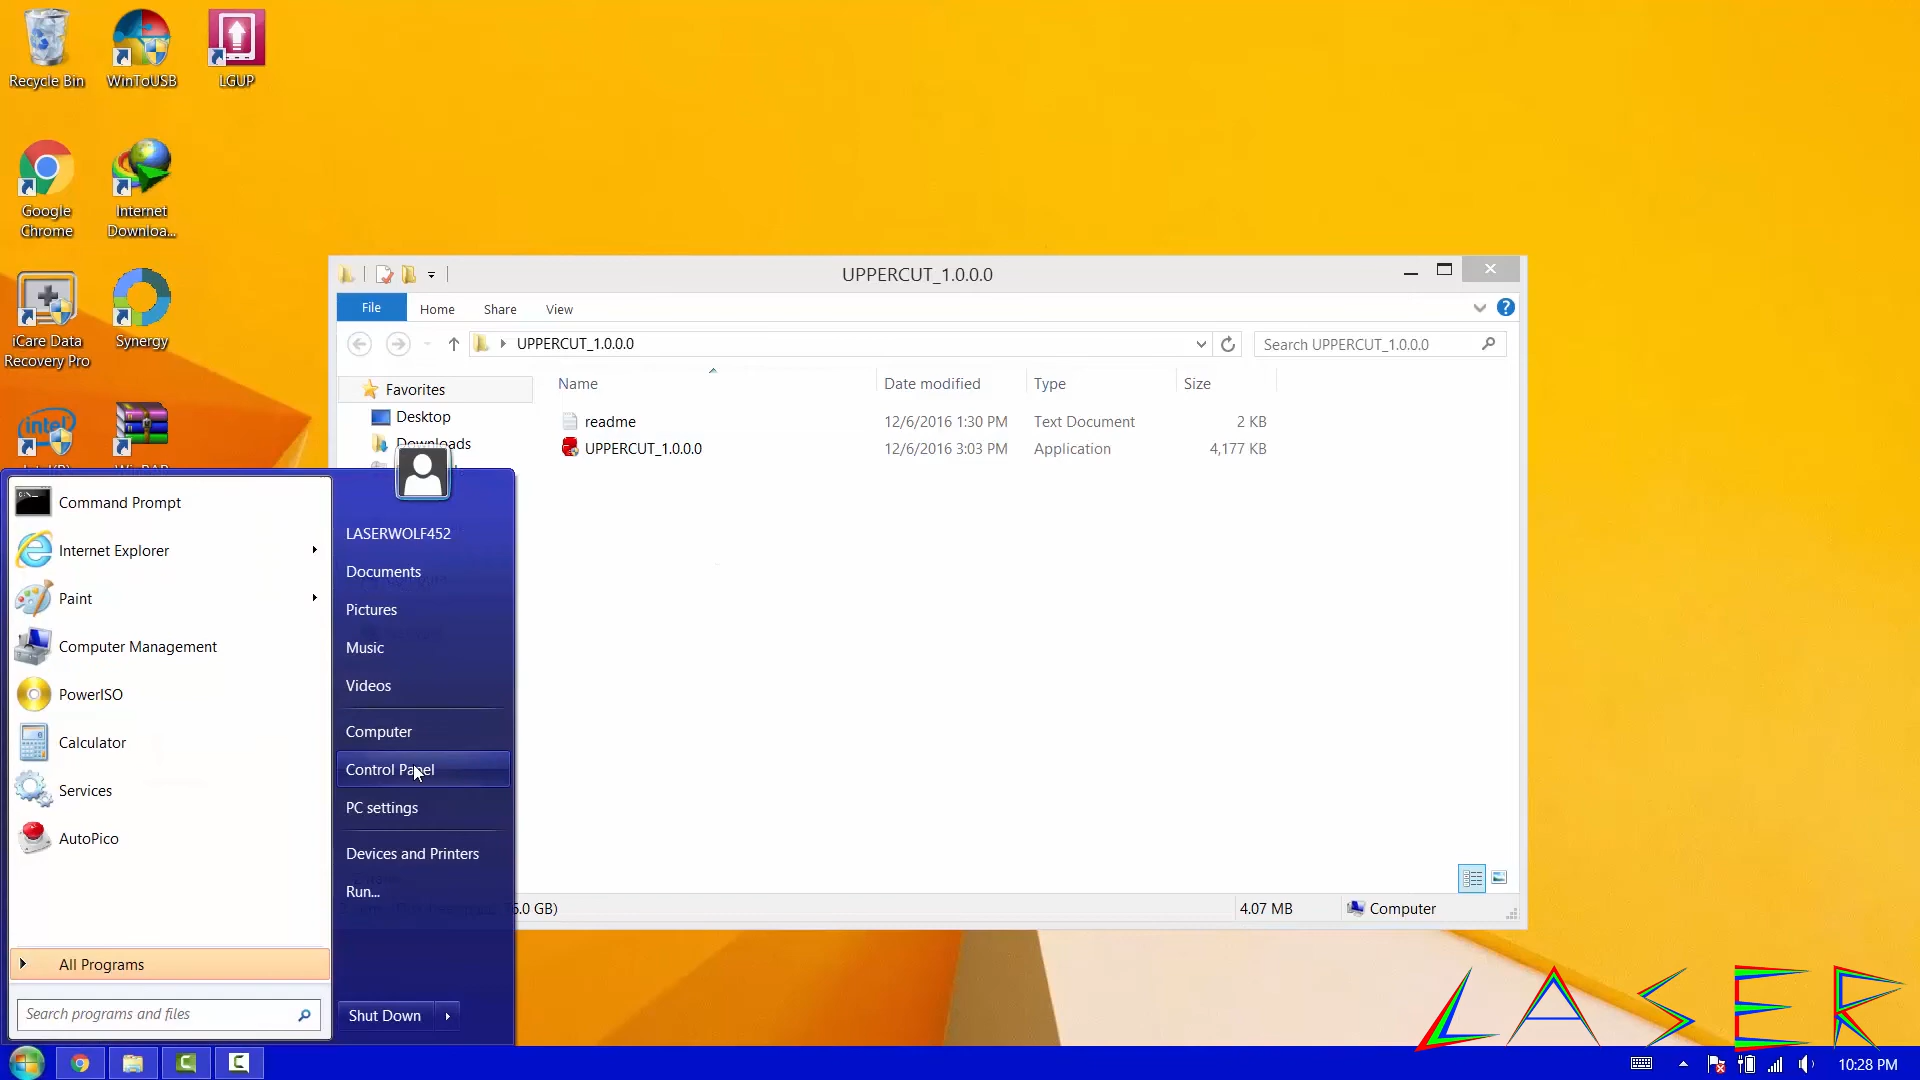 Recycle Bin
WinToUSB
LGUP
Google
Chrome
Internet
Downloa...
iCare Data
Recovery Pro
Synergy
intel
UPPERCUT_1.0.0.0
File
Home
Share
View
UPPERCUT_1.0.0.0
Search UPPERCUT_1.0.0.0
Favorites
Desktop
Downloads
Name
Date modified
Type
Size
readme
12/6/2016 1:30 PM
Text Document
2 KB
UPPERCUT_1.0.0.0
12/6/2016 3:03 PM
Application
4,177 KB
4.07 MB
Computer
Command Prompt
Internet Explorer
Paint
Computer Management
PowerISO
Calculator
Services
AutoPico
All Programs
Search programs and files
LASERWOLF452
Documents
Pictures
Music
Videos
Computer
Control Panel
PC settings
Devices and Printers
Run...
Shut Down
LASER
10:28 PM